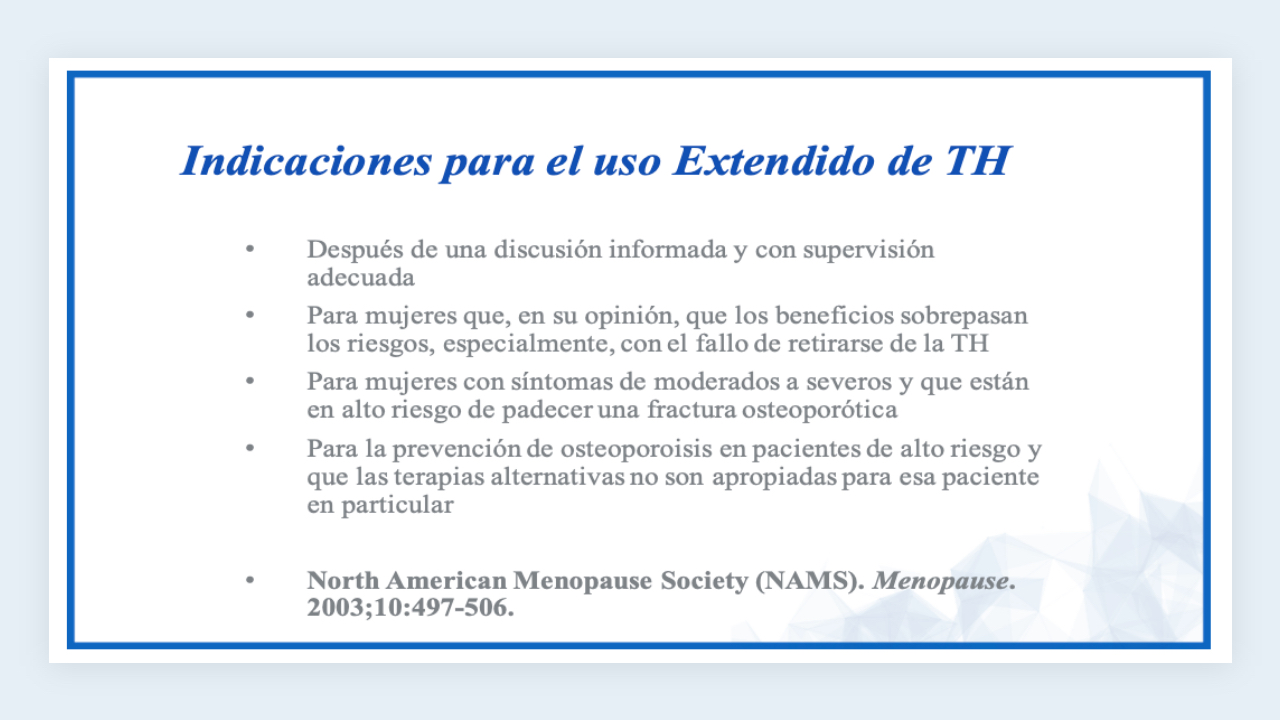 Indicaciones para el uso Extendido de TH
• Después de una discusión informada y con supervisión
adecuada
• Para mujeres que, en su opinión, que los beneficios sobrepasan
los riesgos, especialmente, con el fallo de retirarse de la TH
• Para mujeres con síntomas de moderados a severos y que están
en alto riesgo de padecer una fractura osteoporótica
• Para la prevención de osteoporoisis en pacientes de alto riesgo y
que las terapias alternativas no son apropiadas para esa paciente
en particular
• North American Menopause Society (NAMS). Menopause.
2003;10:497-506.